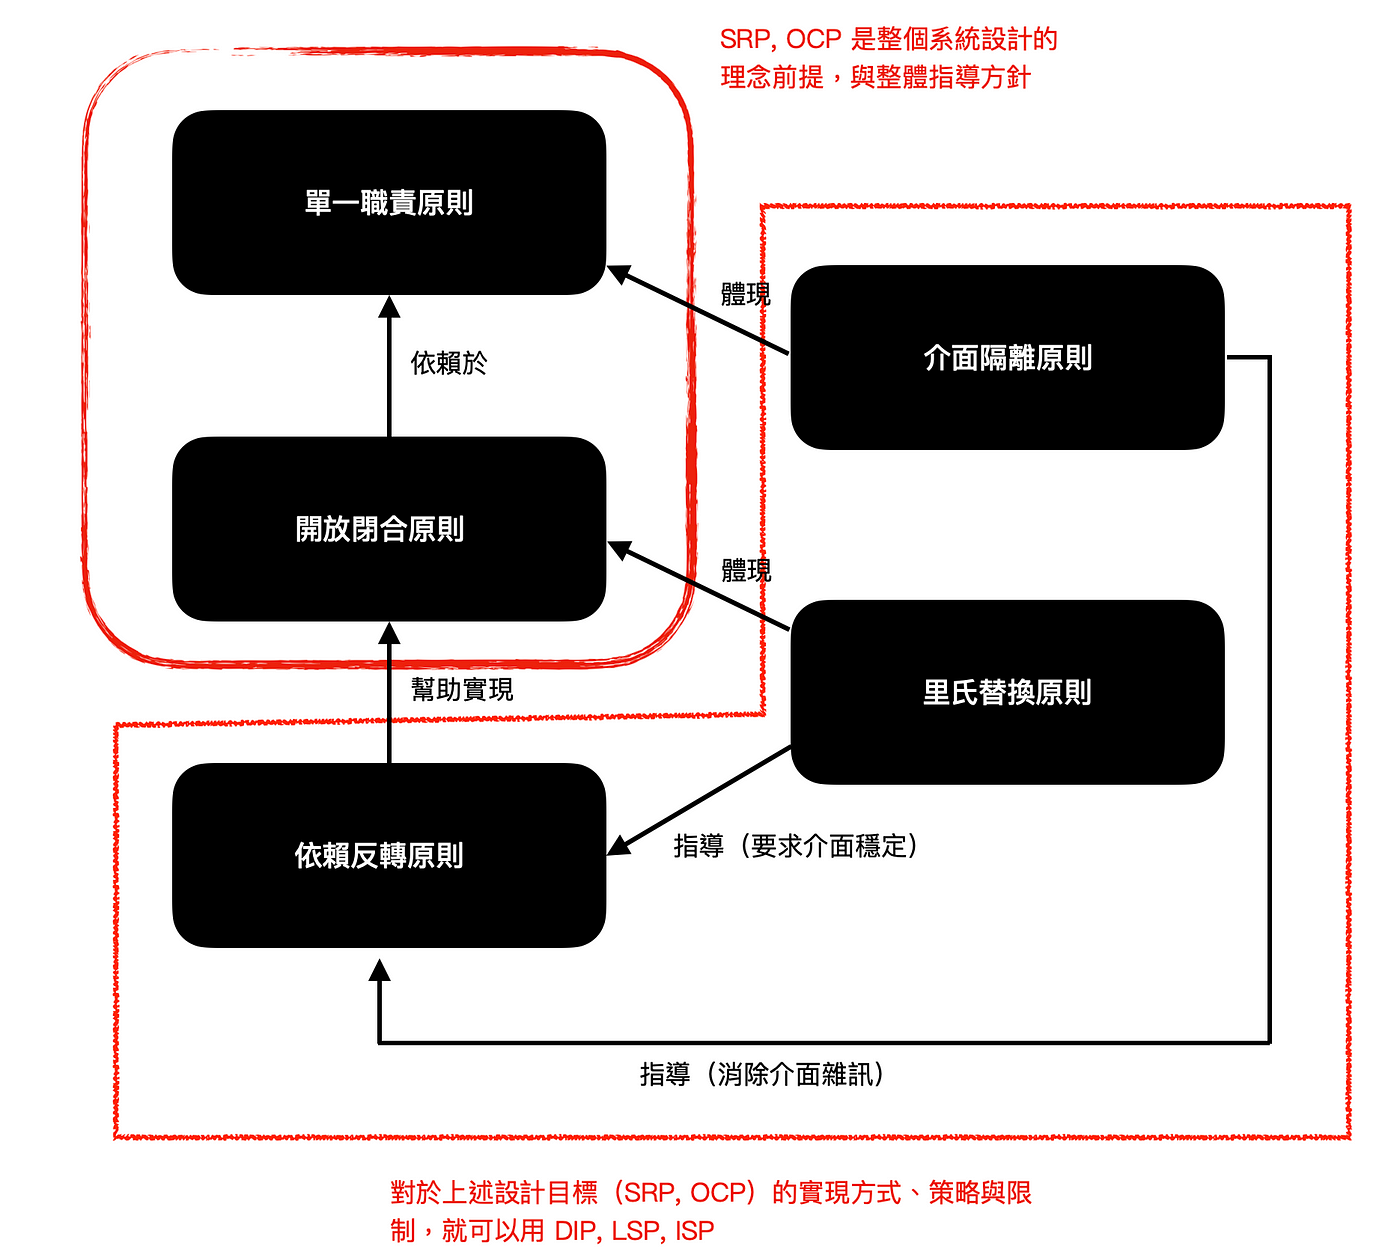 SRP, OCP 是整個系統設計的
理念前提，與整體指導方針
單一職責原則
體現
介面隔離原則
依賴於
開放閉合原則
體現
幫助實現
里氏替換原則
依賴反轉原則
指導（要求介面穩定）
指導（消除介面雜訊）
對於上述設計目標（SRP, OCP）的實現方式、策略與限
制，就可以用 DIP, LSP, ISP